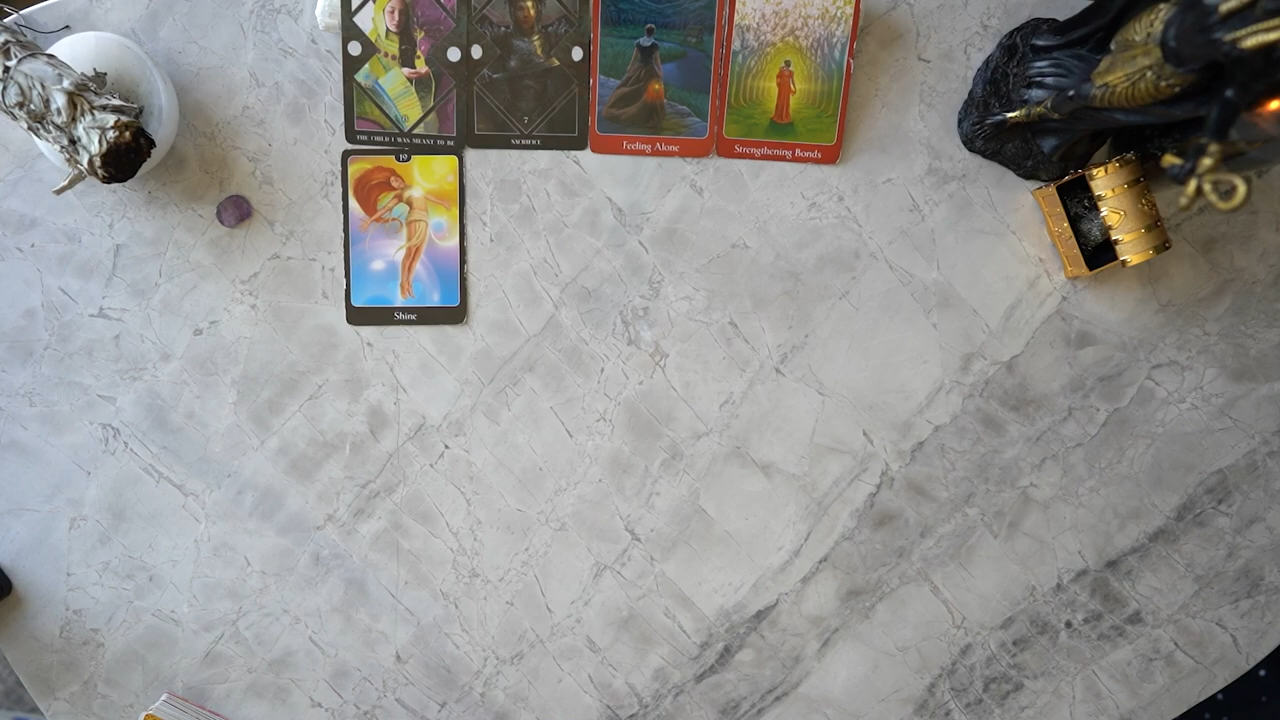 THE CHILD I WAS MEANT TO BE
7
SACRIFICE
Feeling Alone
Strengthening Bonds
19
Shine